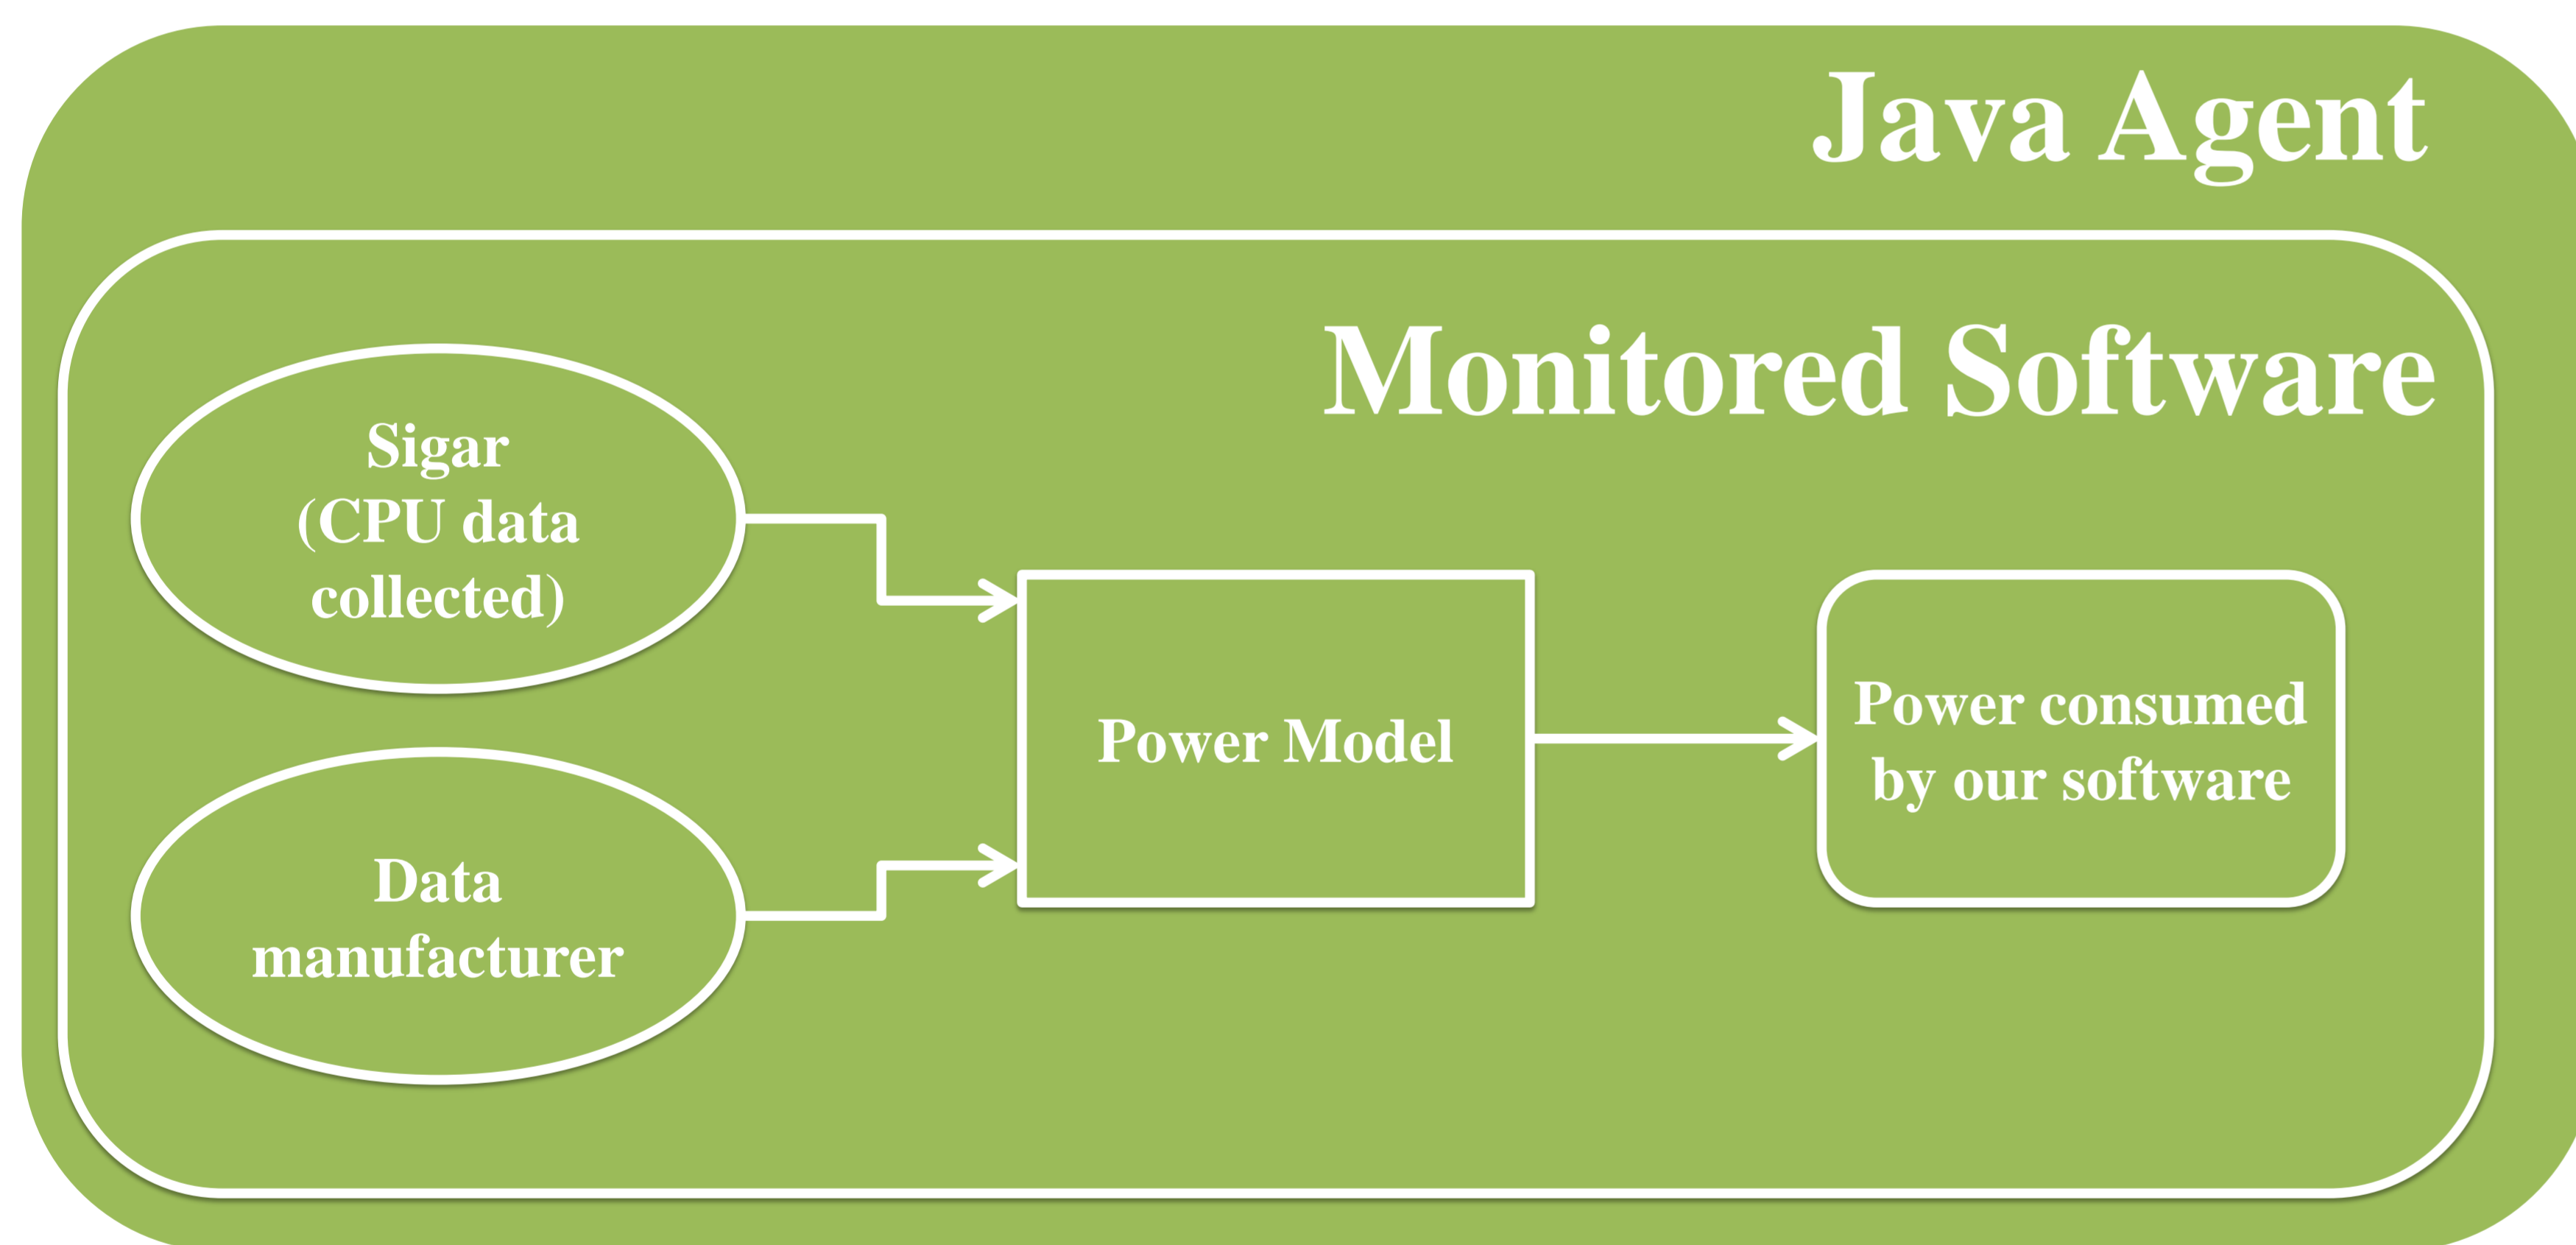 Java Agent
Monitored Software
Sigar
(CPU data
collected)
Data
manufacturer
Power Model
Power consumed
by our software